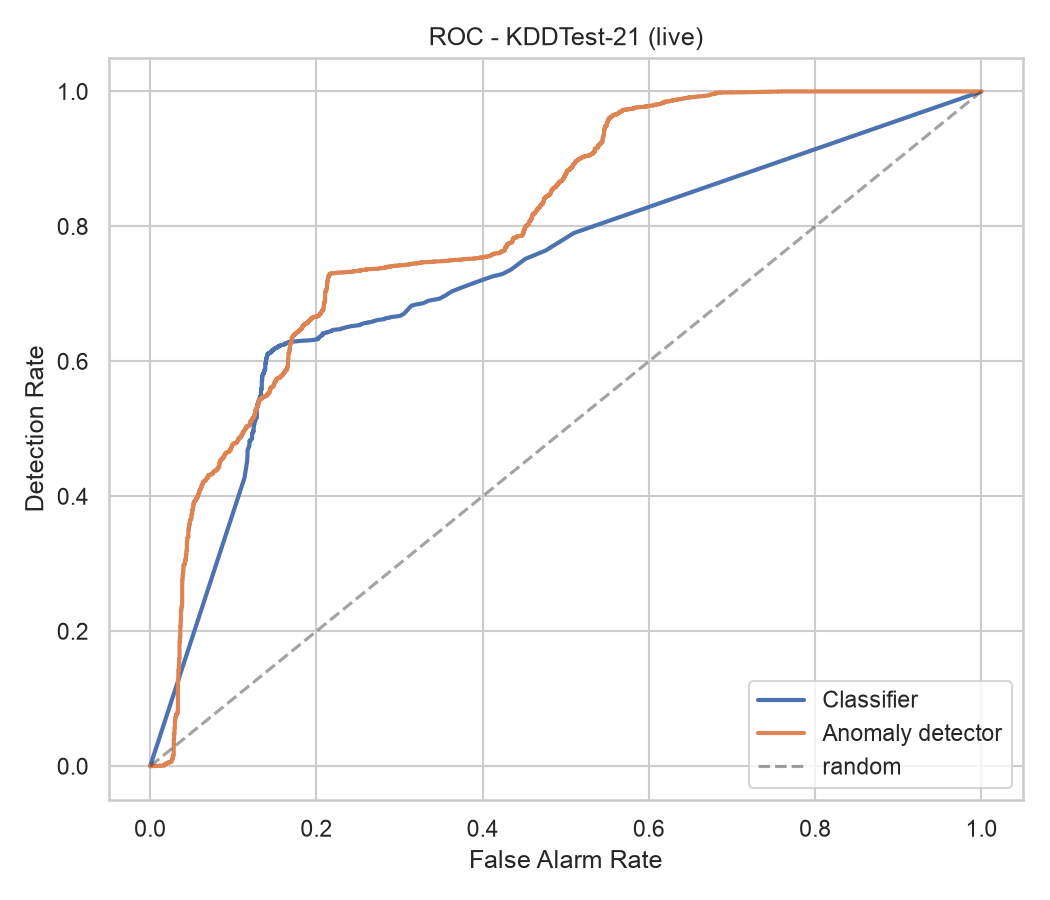 ROC - KDDTest-21 (live)
1.0
0.8
0.6
0.4
0.2
0.0
Detection Rate
0.0 0.2 0.4 0.6 0.8 1.0
False Alarm Rate
Classifier
Anomaly detector
random